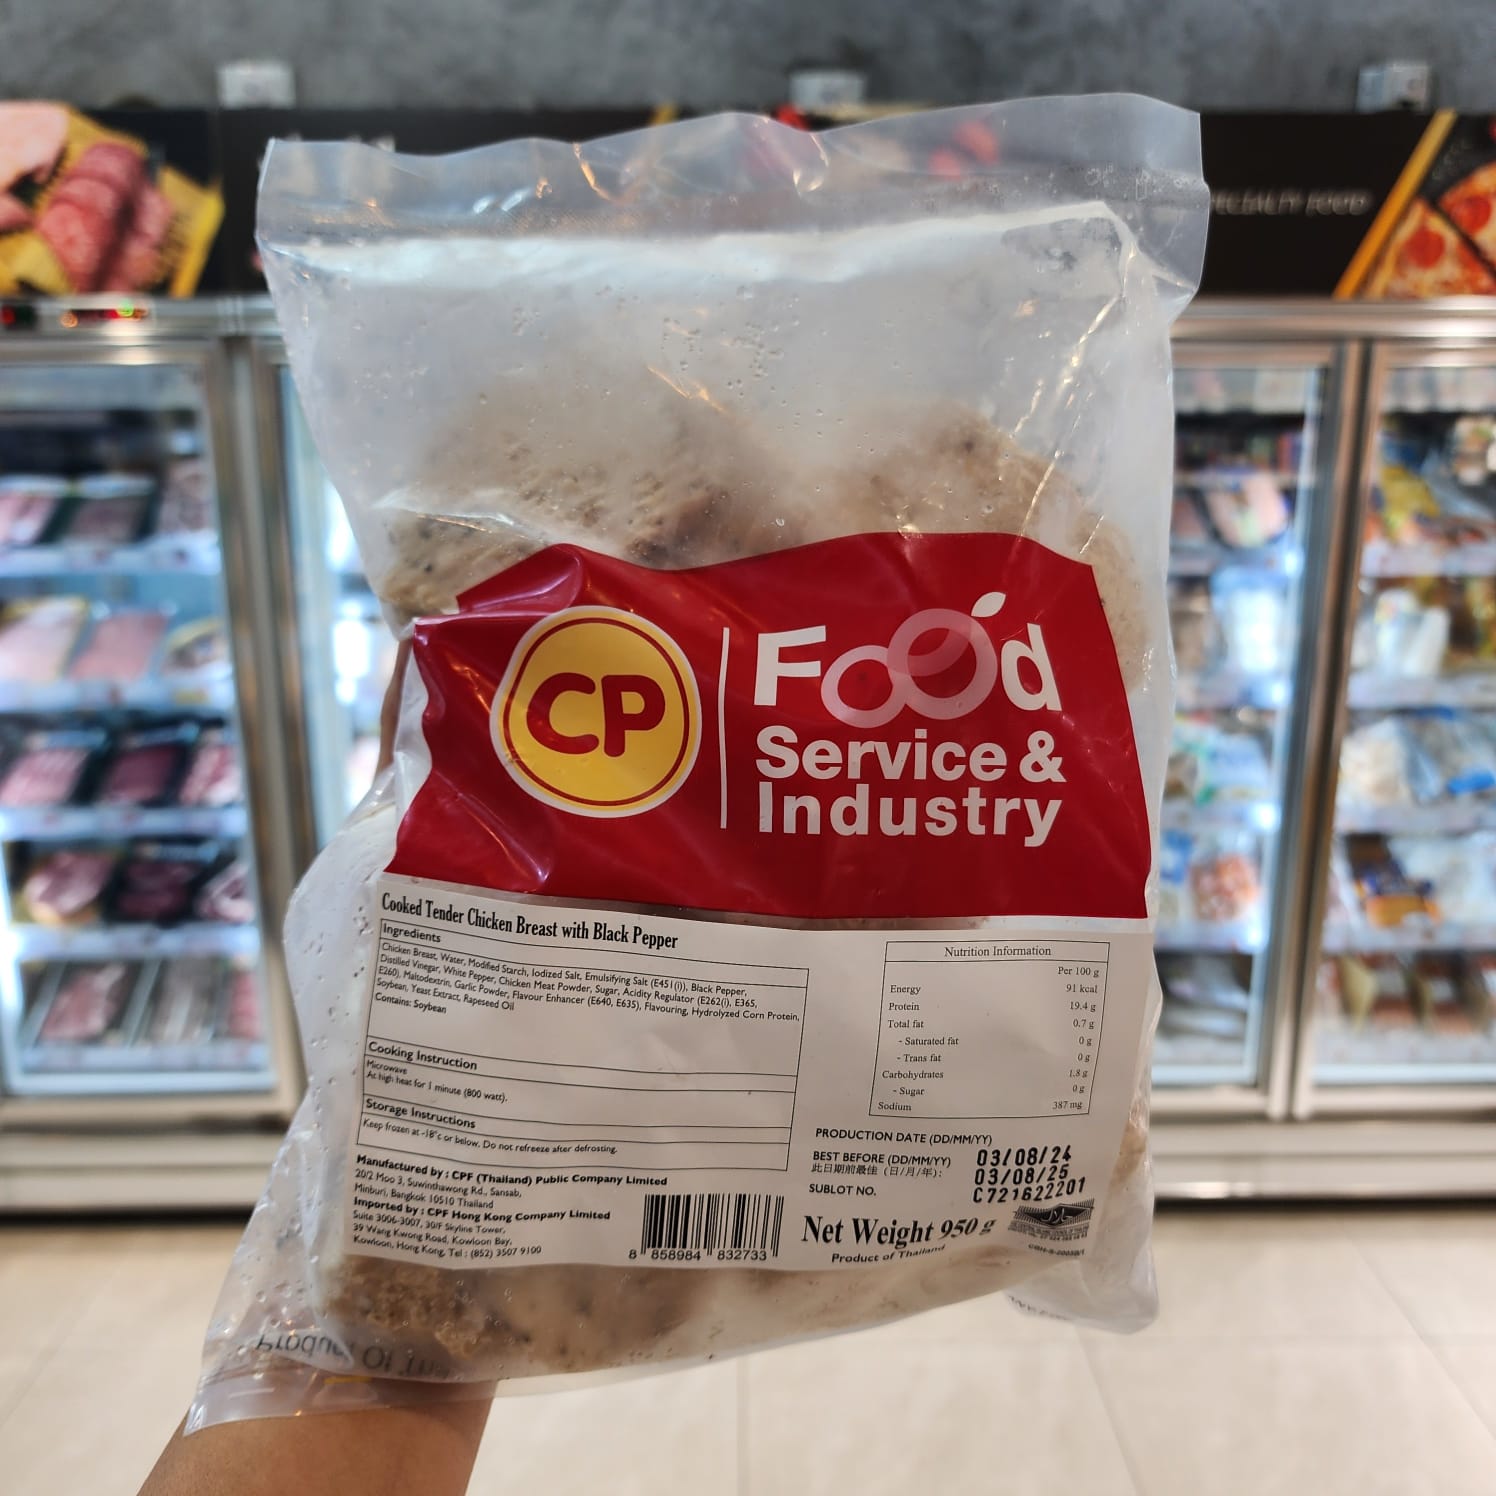 PECIALTY FOOD
CP
Food
Service &
Industry
Cooked Tender Chicken Breast with Black Pepper
Ingredients
Chicken Breast, Water, Modified Starch, Iodized Salt, Emulsifying Salt (E451(i)), Black Pepper,
Distilled Vinegar, White Pepper, Chicken Meat Powder, Sugar, Acidity Regulator (E262(i), E365,
E260), Maltodextrin, Garlic Powder, Flavour Enhancer (E640, E635), Flavouring, Hydrolyzed Corn Protein,
Soybean, Yeast Extract, Rapeseed Oil
Contains: Soybean
Cooking Instruction
Microwave
At high heat for 1 minute (800 watt).
Storage Instructions
Keep frozen at -18°c or below. Do not refreeze after defrosting.
Manufactured by : CPF (Thailand) Public Company Limited
20/2 Moo 3, Suwinthawong Rd., Sansab,
Minburi, Bangkok 10510 Thailand
Imported by : CPF Hong Kong Company Limited
Suite 3006-3007, 30/F Skyline Tower,
39 Wang Kwong Road, Kowloon Bay,
Kowloon, Hong Kong, Tel : (852) 3507 9100
8 858984 832733
Nutrition Information
Per 100 g
Energy 91 kcal
Protein 19.4 g
Total fat 0.7 g
- Saturated fat 0 g
- Trans fat 0 g
Carbohydrates 1.8 g
- Sugar 0 g
Sodium 387 mg
PRODUCTION DATE (DD/MM/YY) 03/08/24
BEST BEFORE (DD/MM/YY) 03/08/25
此日期前最佳 (日/月/年):
SUBLOT NO. C721622201
Net Weight 950 g
Product of Thailand
Produ Of